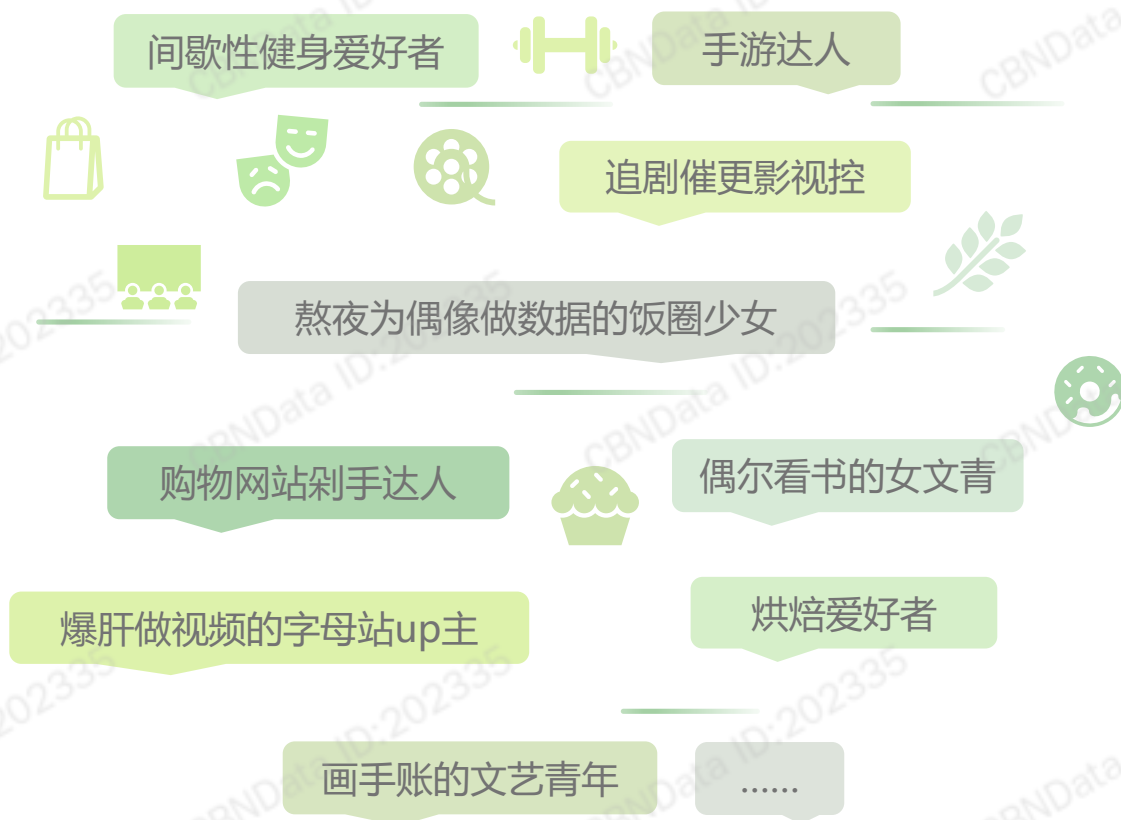 间歇性健身爱好者
手游达人
追剧催更影视控
熬夜为偶像做数据的饭圈少女
购物网站剁手达人
偶尔看书的女文青
爆肝做视频的字母站up主
烘焙爱好者
画手账的文艺青年
......
CBNData ID:202335